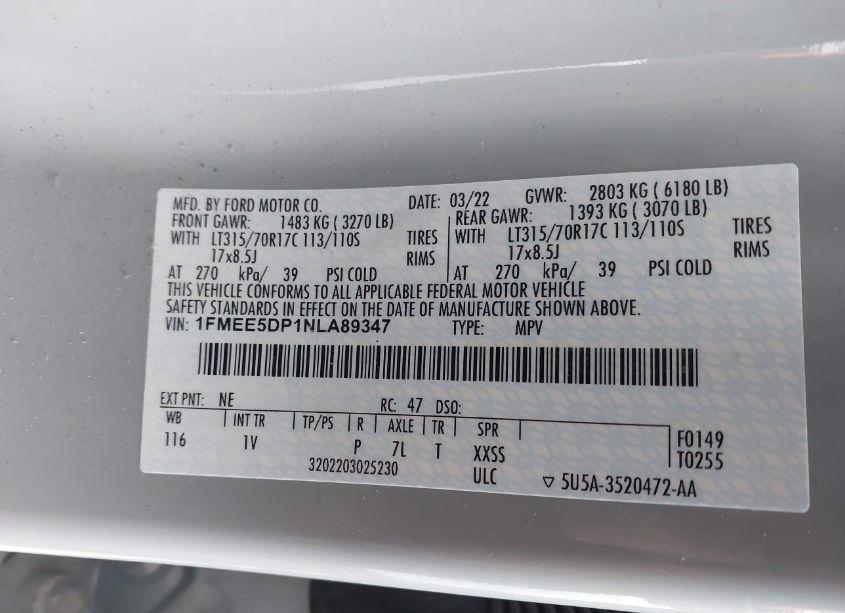 MFD. BY FORD MOTOR CO. DATE: 03/22 GVWR: 2803 KG ( 6180 LB)
FRONT GAWR: 1483 KG ( 3270 LB) REAR GAWR: 1393 KG ( 3070 LB)
WITH LT315/70R17C 113/110S TIRES WITH LT315/70R17C 113/110S TIRES
17x8.5J RIMS 17x8.5J RIMS
AT 270 kPa/ 39 PSI COLD AT 270 kPa/ 39 PSI COLD
THIS VEHICLE CONFORMS TO ALL APPLICABLE FEDERAL MOTOR VEHICLE
SAFETY STANDARDS IN EFFECT ON THE DATE OF MANUFACTURE SHOWN ABOVE.
VIN: 1FMEE5DP1NLA89347 TYPE: MPV
EXT PNT: NE RC: 47 DSO:
WB INT TR TP/PS R AXLE TR SPR
116 1V P 7L T XXSS F0149
3202203025230 ULC T0255
▽ 5U5A-3520472-AA